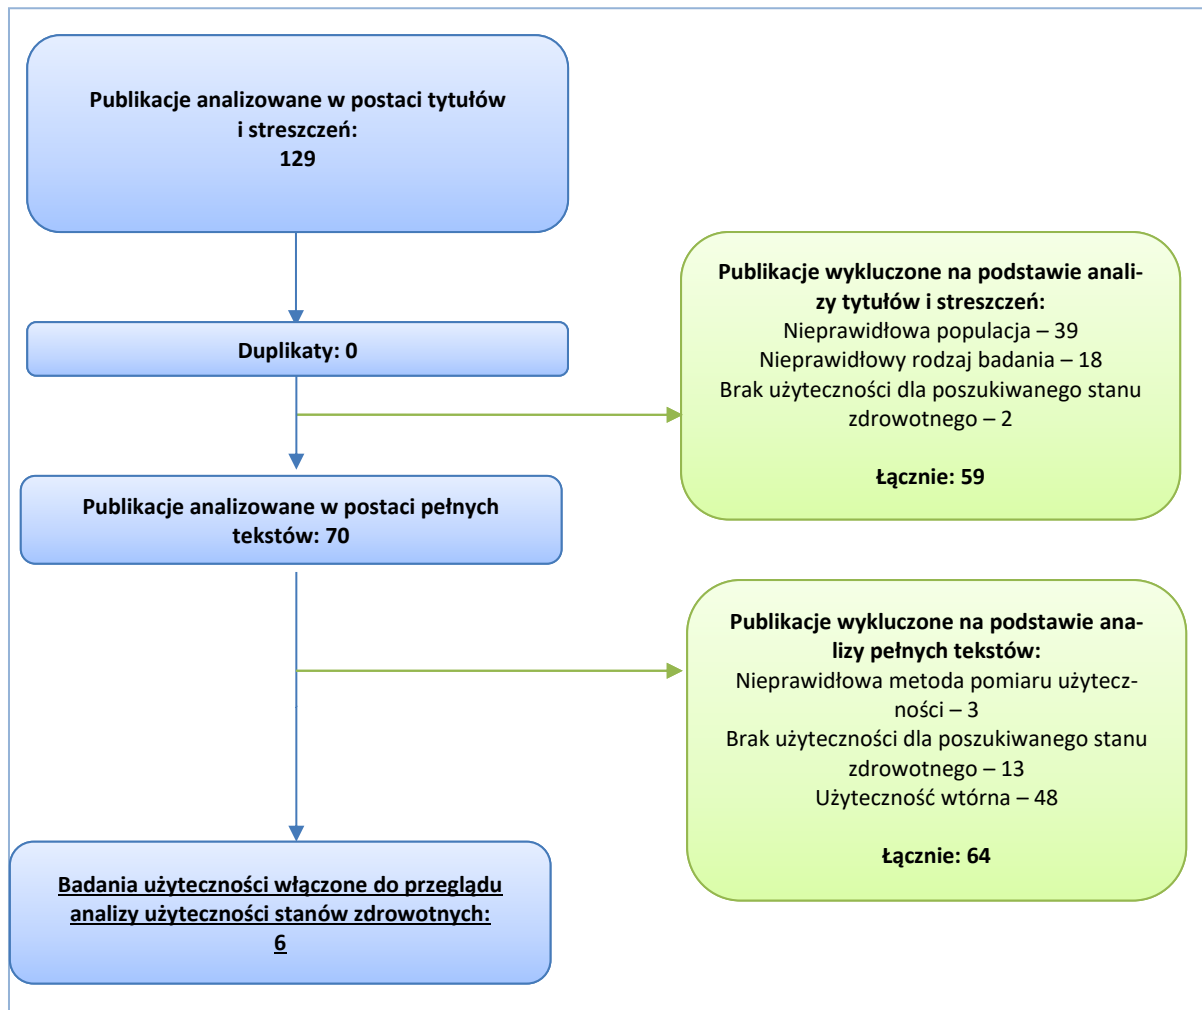 Publikacje analizowane w postaci tytułów
i streszczeń:
129
Duplikaty: 0
Publikacje wykluczone na podstawie anali-
zy tytułów i streszczeń:
Nieprawidłowa populacja – 39
Nieprawidłowy rodzaj badania – 18
Brak użyteczności dla poszukiwanego stanu
zdrowotnego – 2
Łącznie: 59
Publikacje analizowane w postaci pełnych
tekstów: 70
Publikacje wykluczone na podstawie ana-
lizy pełnych tekstów:
Nieprawidłowa metoda pomiaru użytecz-
ności – 3
Brak użyteczności dla poszukiwanego stanu
zdrowotnego – 13
Użyteczność wtórna – 48
Łącznie: 64
Badania użyteczności włączone do przeglądu
analizy użyteczności stanów zdrowotnych:
6